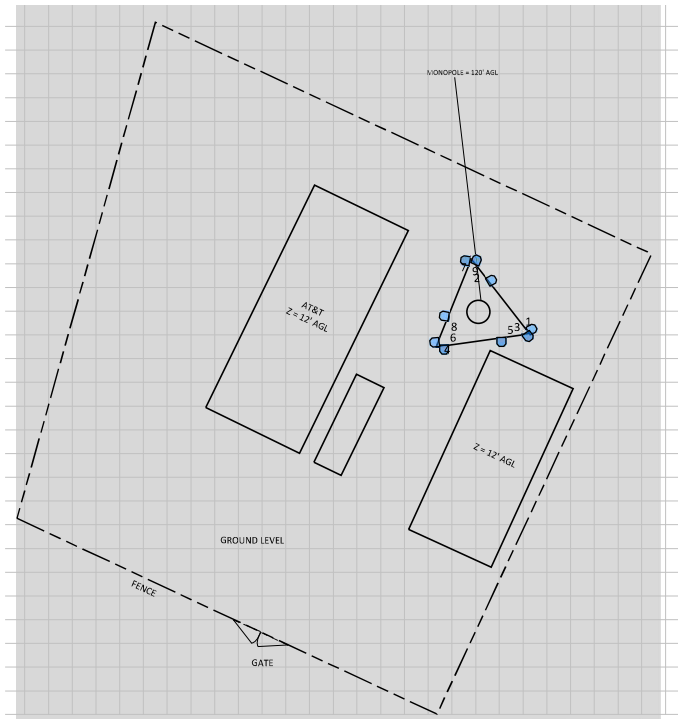 MONOPOLE = 120' AGL
7
9
2
1
3
5
8
6
4
AT&T
Z = 12' AGL
Z = 12' AGL
GROUND LEVEL
FENCE
GATE